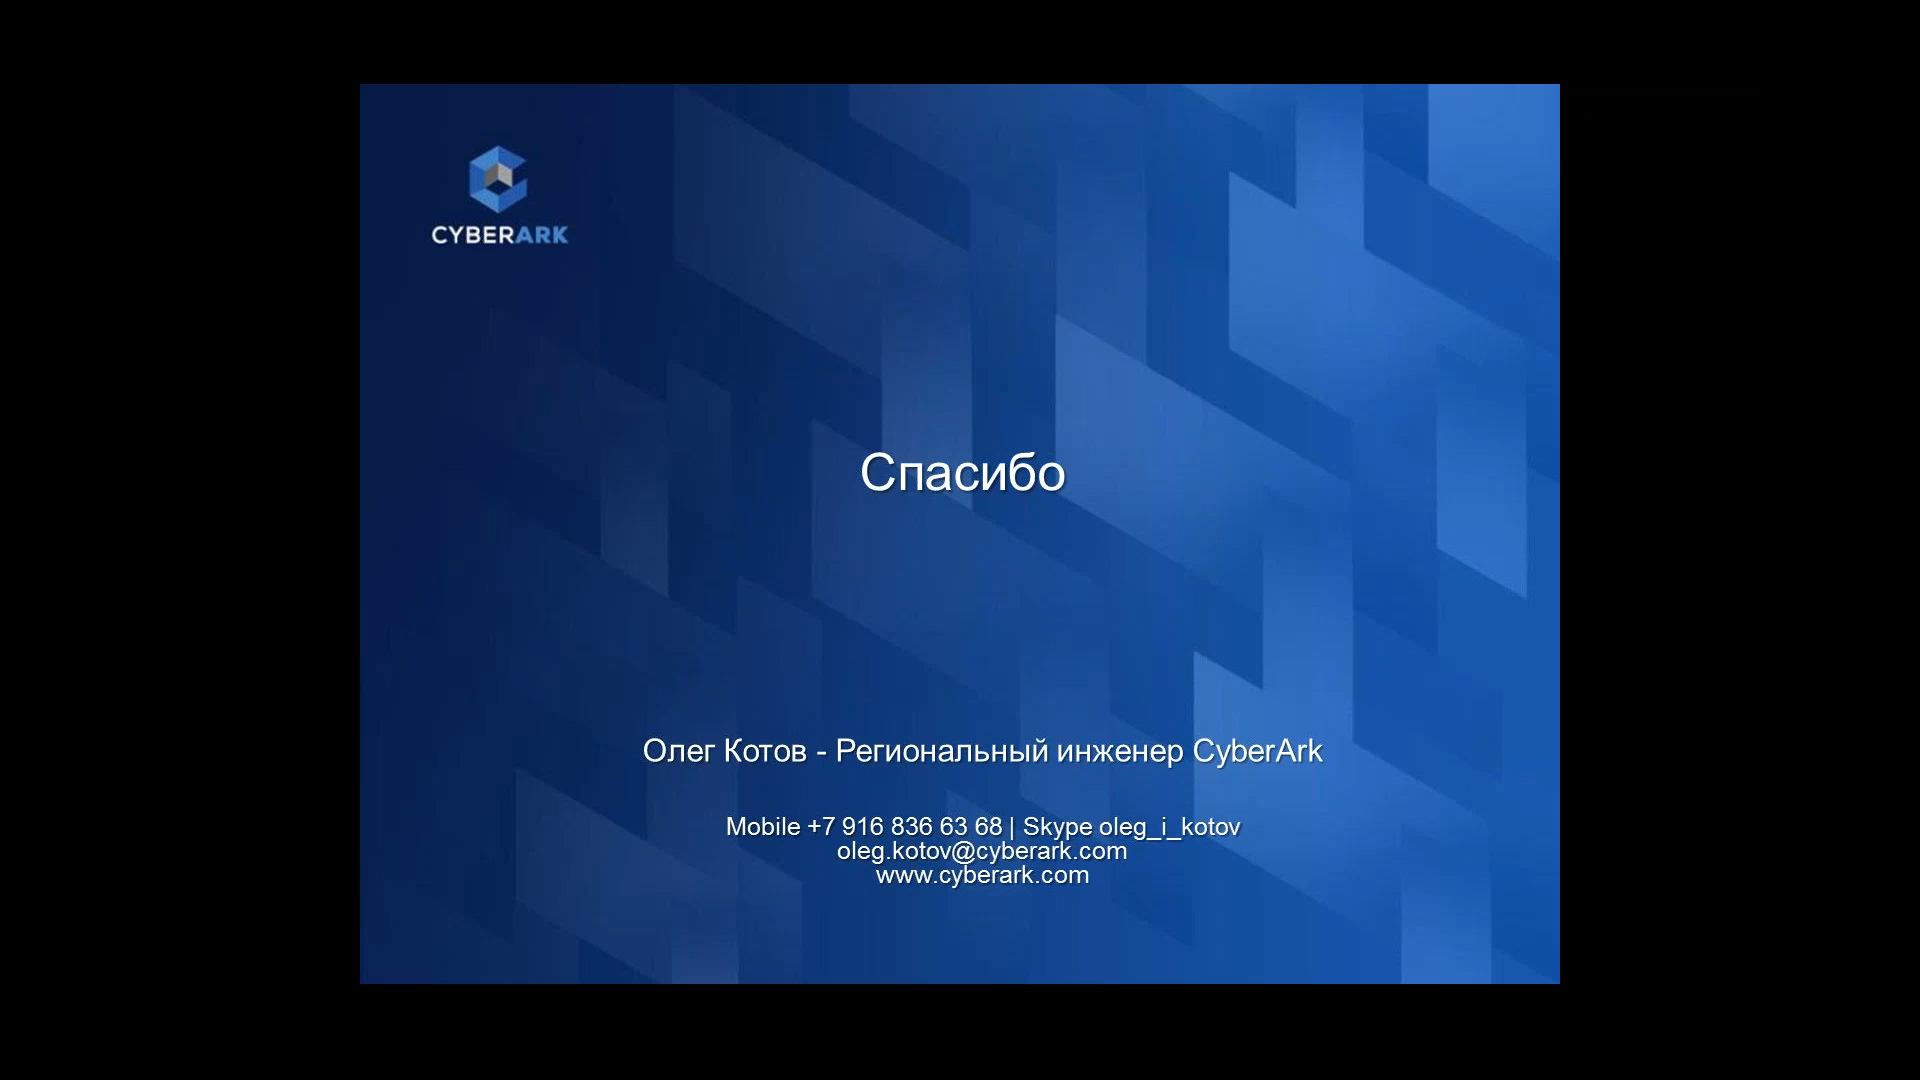 CYBERARK
Спасибо
Олег Котов - Региональный инженер CyberArk
Mobile +7 916 836 63 68 | Skype oleg_i_kotov
oleg.kotov@cyberark.com
www.cyberark.com